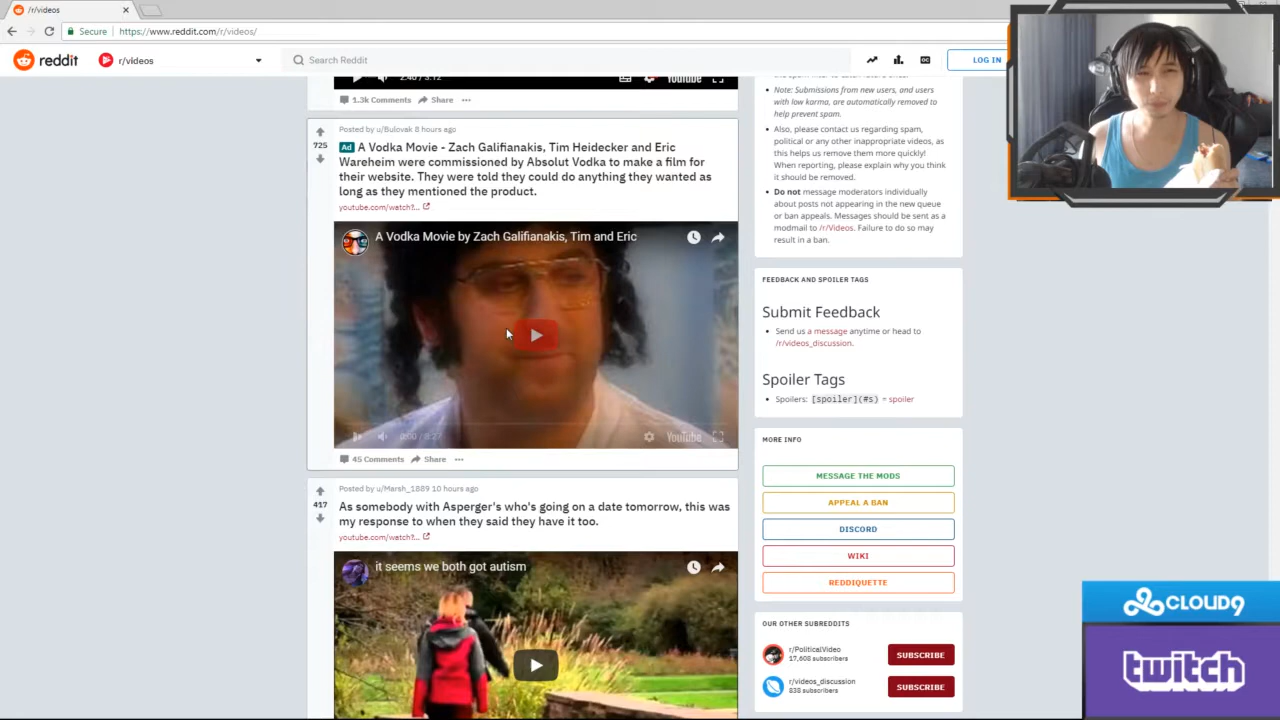 /r/videos
Secure
https://www.reddit.com/r/videos/
reddit
r/videos
Search Reddit
LOG IN
2:40 / 3:12
YouTube
1.3k Comments
Share
Posted by u/Bulovak 8 hours ago
725
Ad A Vodka Movie - Zach Galifianakis, Tim Heidecker and Eric
Wareheim were commissioned by Absolut Vodka to make a film for
their website. They were told they could do anything they wanted as
long as they mentioned the product.
youtube.com/watch?...
A Vodka Movie by Zach Galifianakis, Tim and Eric
0:00 / 8:27
YouTube
45 Comments
Share
Posted by u/Marsh_1889 10 hours ago
417
As somebody with Asperger's who's going on a date tomorrow, this was
my response to when they said they have it too.
youtube.com/watch?...
it seems we both got autism
Note: Submissions from new users, and users
with low karma, are automatically removed to
help prevent spam.
Also, please contact us regarding spam,
political or any other inappropriate videos, as
this helps us remove them more quickly!
When reporting, please explain why you think
it should be removed.
Do not message moderators individually
about posts not appearing in the new queue
or ban appeals. Messages should be sent as a
modmail to /r/Videos. Failure to do so may
result in a ban.
FEEDBACK AND SPOILER TAGS
Submit Feedback
Send us a message anytime or head to
/r/videos_discussion.
Spoiler Tags
Spoilers: [spoiler](#s) = spoiler
MORE INFO
MESSAGE THE MODS
APPEAL A BAN
DISCORD
WIKI
REDDIQUETTE
OUR OTHER SUBREDDITS
r/PoliticalVideo
17,608 subscribers
SUBSCRIBE
r/videos_discussion
838 subscribers
SUBSCRIBE
CLOUD9
twitch